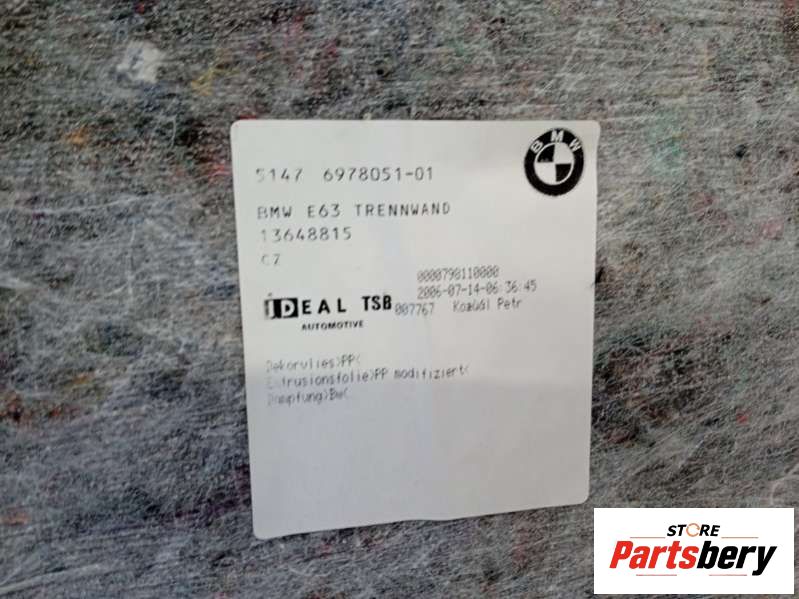 BMW
5147 6978051-01
BMW E63 TRENNWAND
13648815
C7
0000798110000
2006-07-14-06:36:45
IDEAL TSB 007767
AUTOMOTIVE
Dekorvlies>PP<
Extrusionsfolie>PP modifiziert<
Dämpfung>BW<
STORE
Partsbery